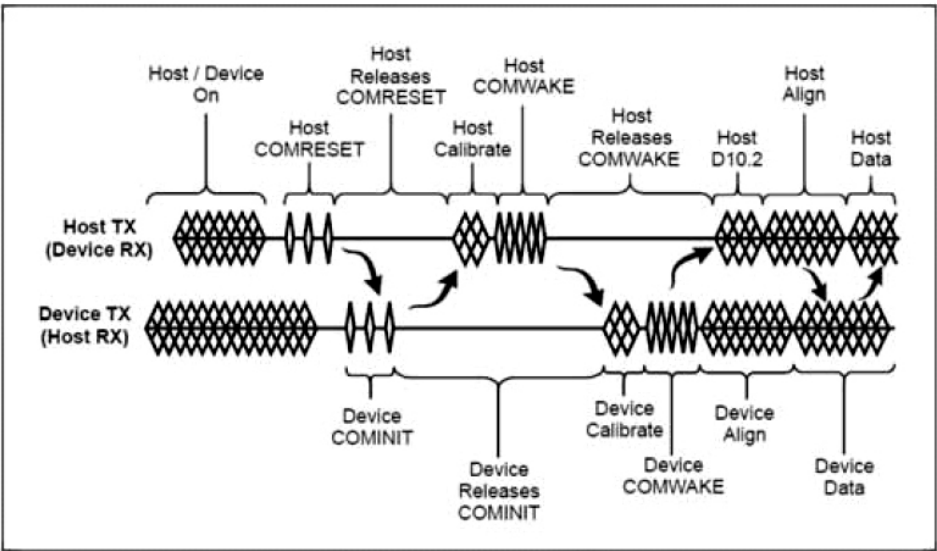 Host / Device
On
Host
COMRESET
Host
Releases
COMRESET
Host
Calibrate
Host
COMWAKE
Host
Releases
COMWAKE
Host
D10.2
Host
Align
Host
Data
Host TX
(Device RX)
Device TX
(Host RX)
Device
COMINIT
Device
Releases
COMINIT
Device
Calibrate
Device
COMWAKE
Device
Align
Device
Data